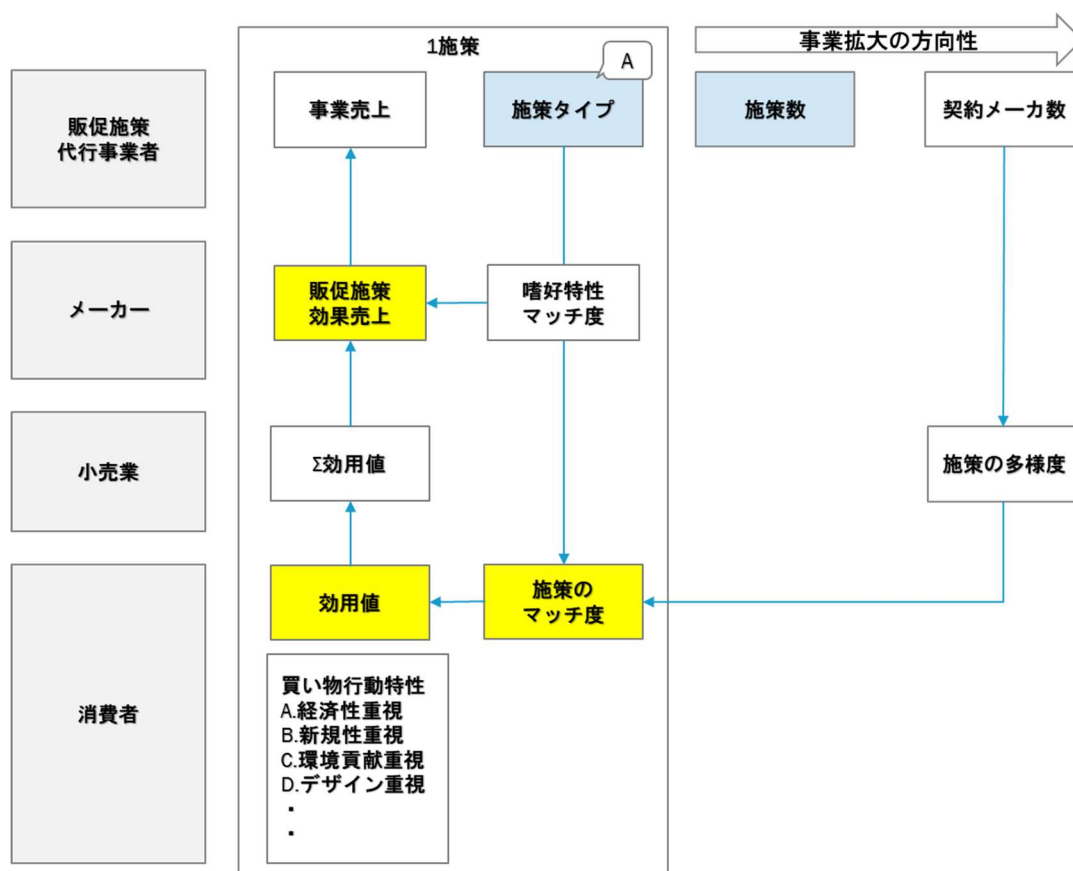 1施策
事業拡大の方向性
A
販促施策
代行事業者
事業売上
施策タイプ
施策数
契約メーカ数
メーカー
販促施策
効果売上
嗜好特性
マッチ度
小売業
Σ効用値
施策の多様度
消費者
効用値
施策の
マッチ度
買い物行動特性
A.経済性重視
B.新規性重視
C.環境貢献重視
D.デザイン重視
・
・